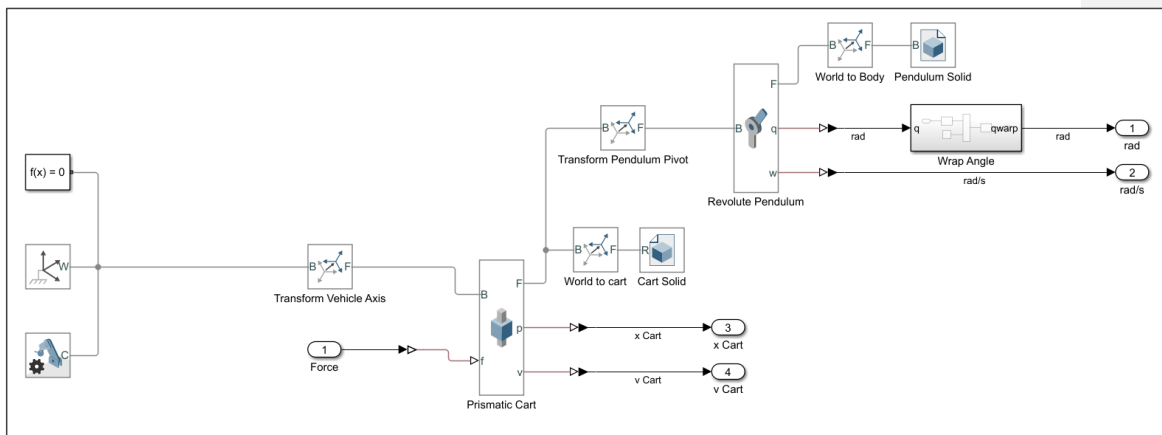 B F
World to Body
B
Pendulum Solid
F
B F
Transform Pendulum Pivot
B
q
rad
q qwarp
Wrap Angle
rad
1
rad
w
rad/s
2
rad/s
Revolute Pendulum
f(x) = 0
W
C
B F
Transform Vehicle Axis
B F
World to cart
R
Cart Solid
B
F
p
x Cart
3
x Cart
1
Force
f
v
v Cart
4
v Cart
Prismatic Cart